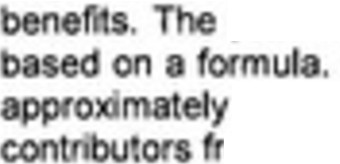 benefits. The
based on a formula.
approximately
contributors fr